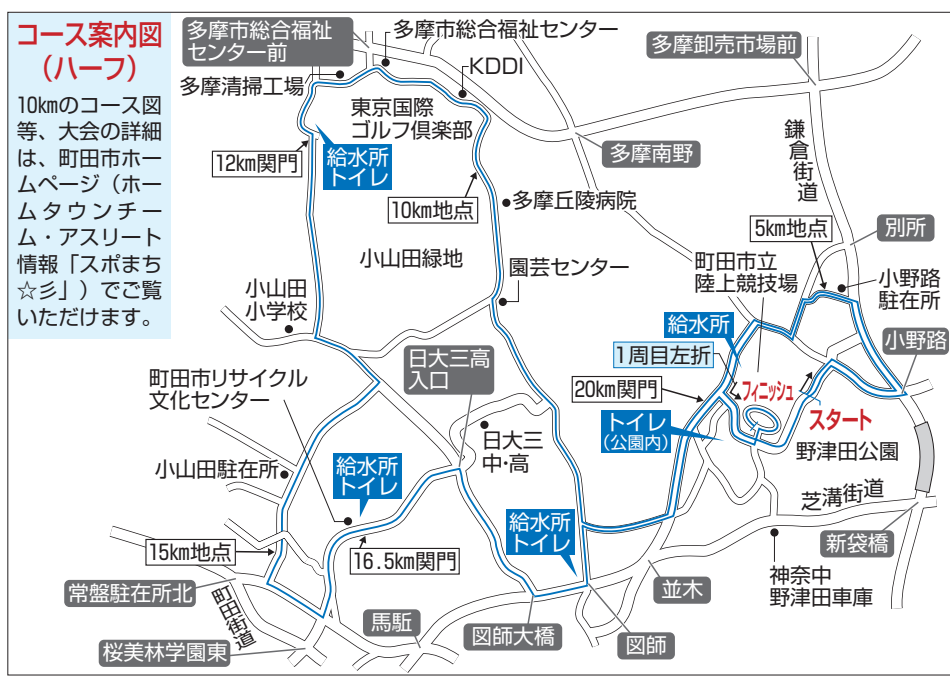 コース案内図
(ハーフ)
10kmのコース図
等、大会の詳細
は、町田市ホー
ムページ（ホー
ムタウンチー
ム・アスリート
情報「スポまち
☆彡」）でご覧
いただけます。
多摩市総合福祉
センター前
多摩市総合福祉センター
多摩卸売市場前
多摩清掃工場
KDDI
東京国際
ゴルフ倶楽部
鎌倉街道
12km関門
給水所
トイレ
多摩南野
10km地点
多摩丘陵病院
5km地点
別所
小山田緑地
園芸センター
町田市立
陸上競技場
小野路
駐在所
小山田
小学校
給水所
小野路
1周目左折
日大三高
入口
町田市リサイクル
文化センター
20km関門
フィニッシュ
スタート
トイレ
(公園内)
日大三
中・高
野津田公園
小山田駐在所
給水所
トイレ
芝溝街道
給水所
トイレ
15km地点
16.5km関門
新袋橋
常盤駐在所北
町田街道
並木
神奈中
野津田車庫
馬駈
図師大橋
図師
桜美林学園東